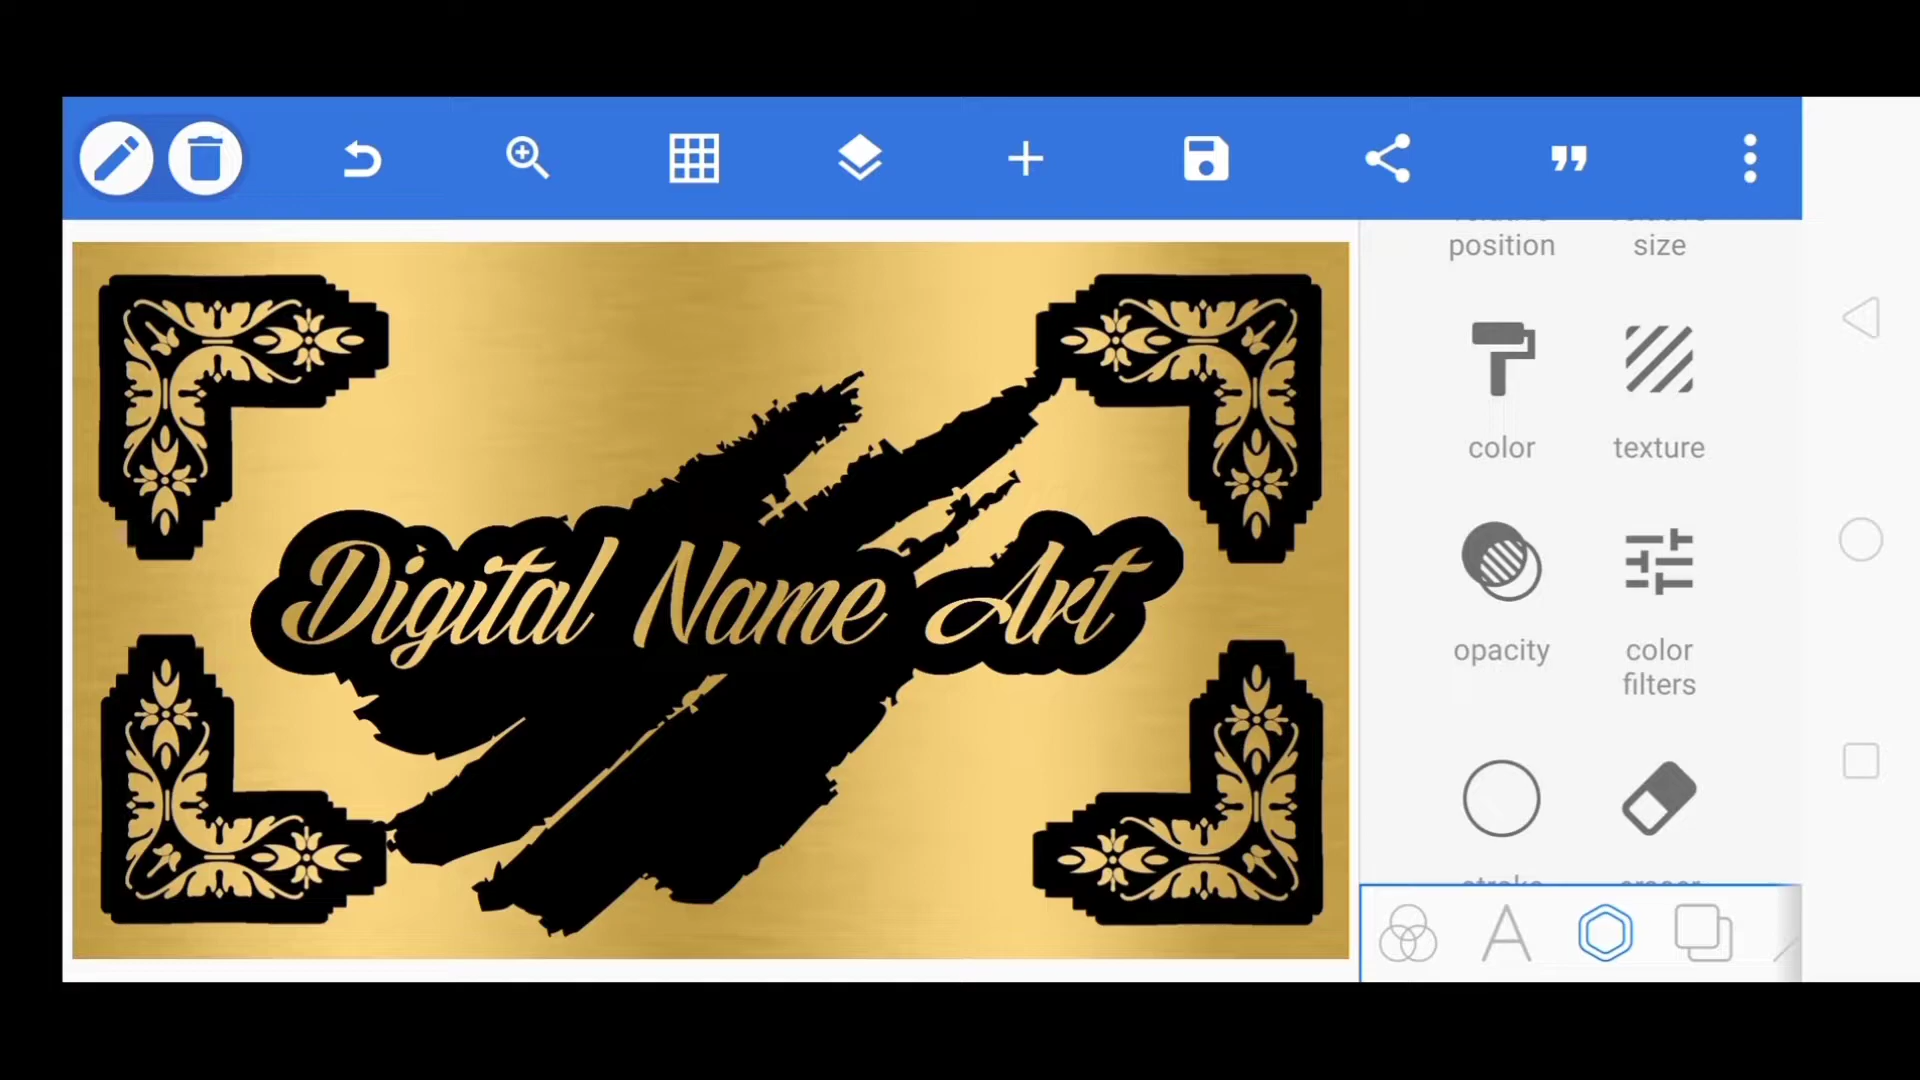 position size
color texture
Digital Name Art
opacity color
filters